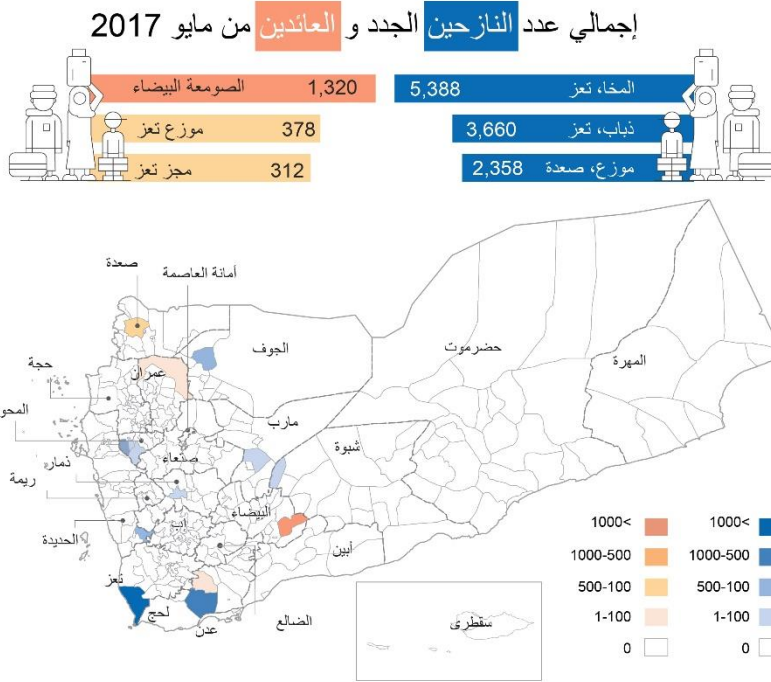 إجمالي عدد النازحين الجدد و العائدين من مايو 2017
المخا، تعز 5,388
ذباب، تعز 3,660
موزع، صعدة 2,358
الصومعة البيضاء 1,320
موزع تعز 378
مجز تعز 312
صعدة
أمانة العاصمة
الجوف
حضرموت
المهرة
عمران
حجة
المحو
مارب
شبوة
صنعاء
ذمار
ريمة
البيضاء
إب
الحديدة
أبين
تعز
لحج
عدن
الضالع
سقطرى
1000<
1000-500
500-100
1-100
0
1000<
1000-500
500-100
1-100
0